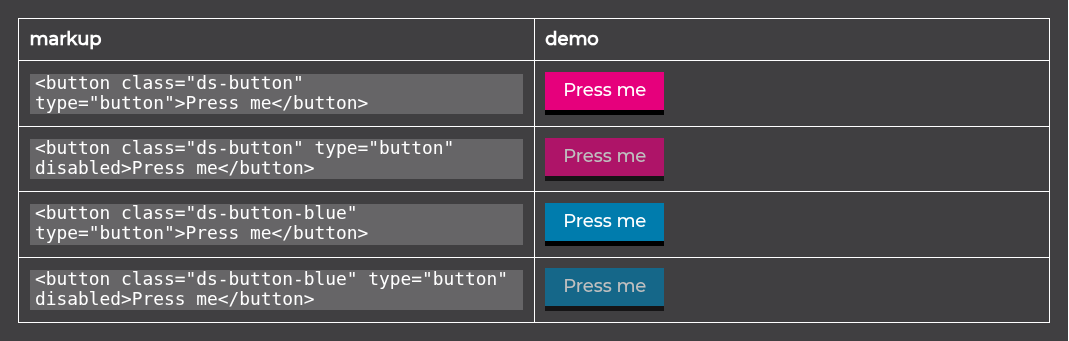 markup
demo
<button class="ds-button"
type="button">Press me</button>
Press me
<button class="ds-button" type="button"
disabled>Press me</button>
Press me
<button class="ds-button-blue"
type="button">Press me</button>
Press me
<button class="ds-button-blue" type="button"
disabled>Press me</button>
Press me